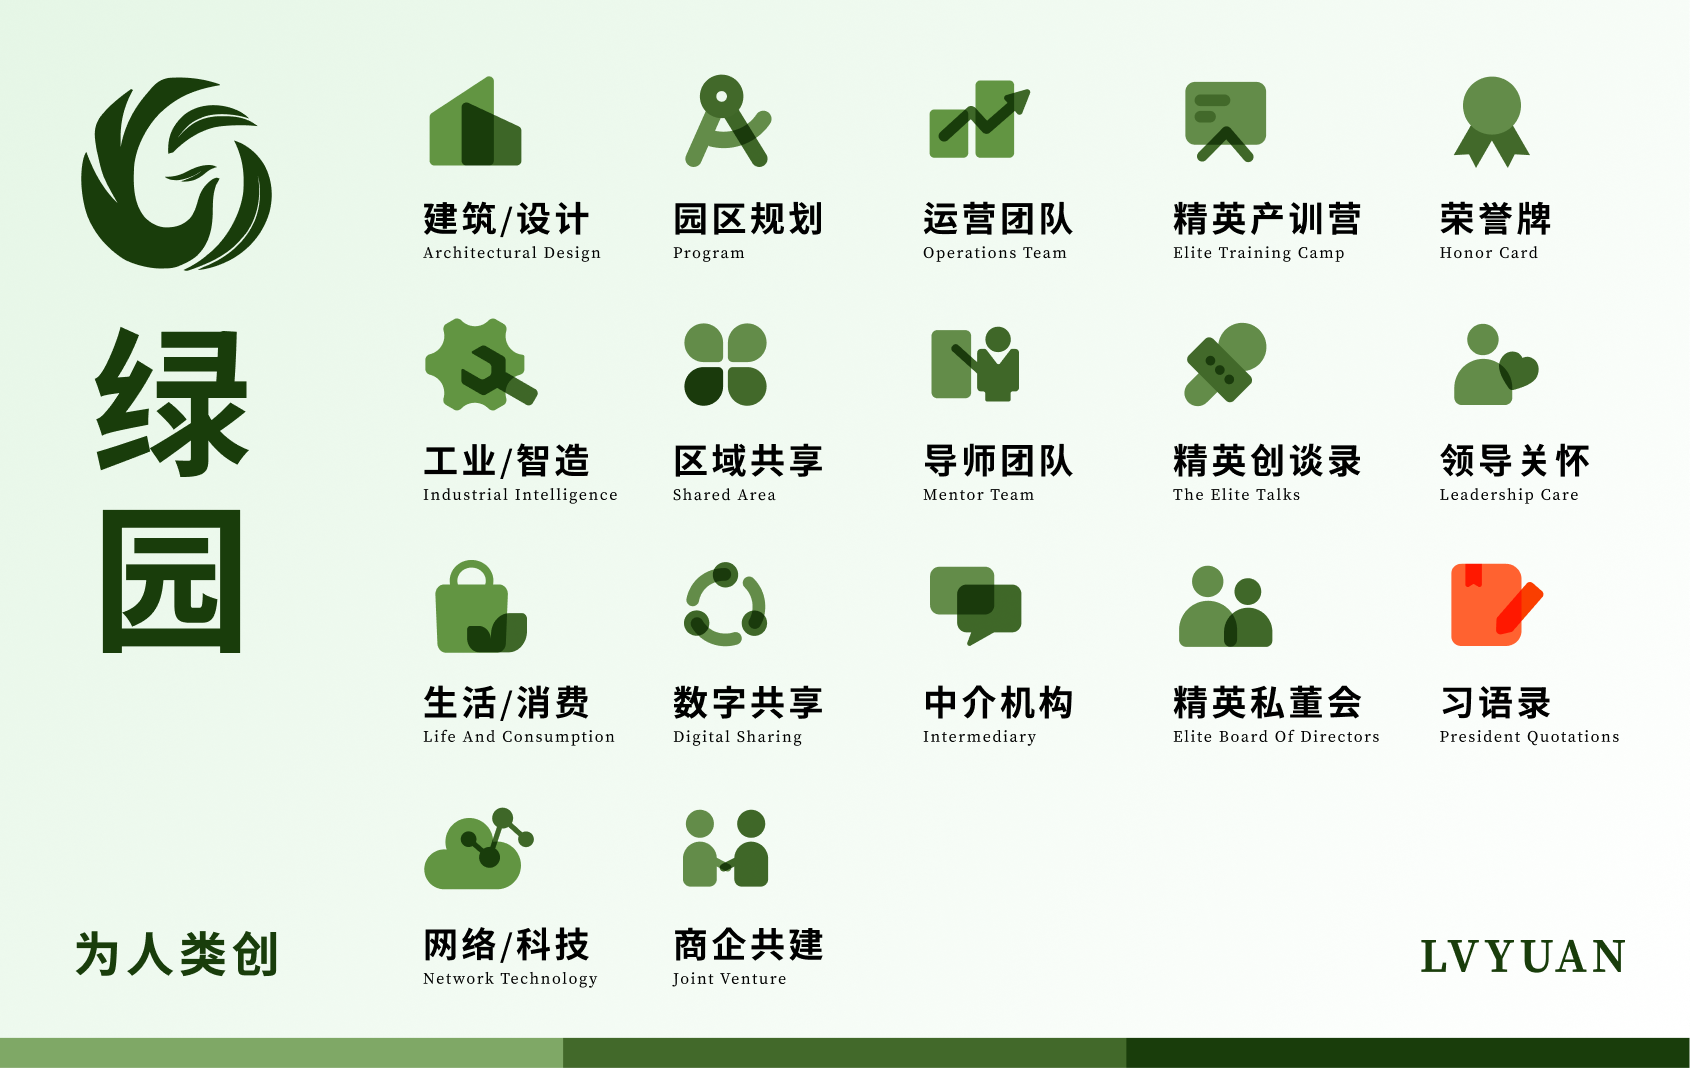 绿
园
为人类创
建筑/设计
Architectural Design
园区规划
Program
运营团队
Operations Team
精英产训营
Elite Training Camp
荣誉牌
Honor Card
工业/智造
Industrial Intelligence
区域共享
Shared Area
导师团队
Mentor Team
精英创谈录
The Elite Talks
领导关怀
Leadership Care
生活/消费
Life And Consumption
数字共享
Digital Sharing
中介机构
Intermediary
精英私董会
Elite Board Of Directors
习语录
President Quotations
网络/科技
Network Technology
商企共建
Joint Venture
LVYUAN